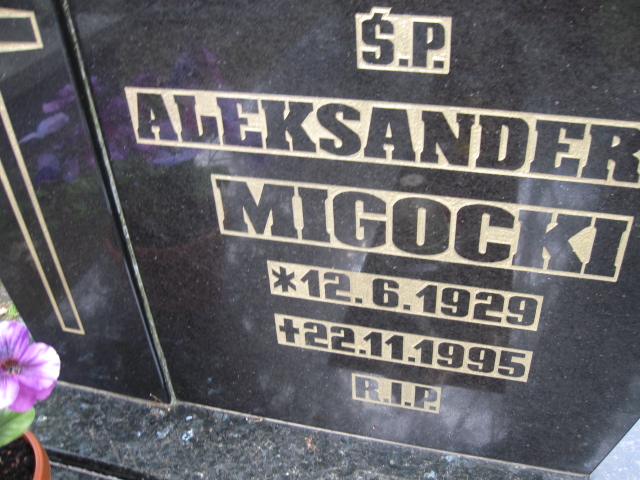 Ś.P.
ALEKSANDER
MIGOCKI
*12.6.1929
†22.11.1995
R.I.P.